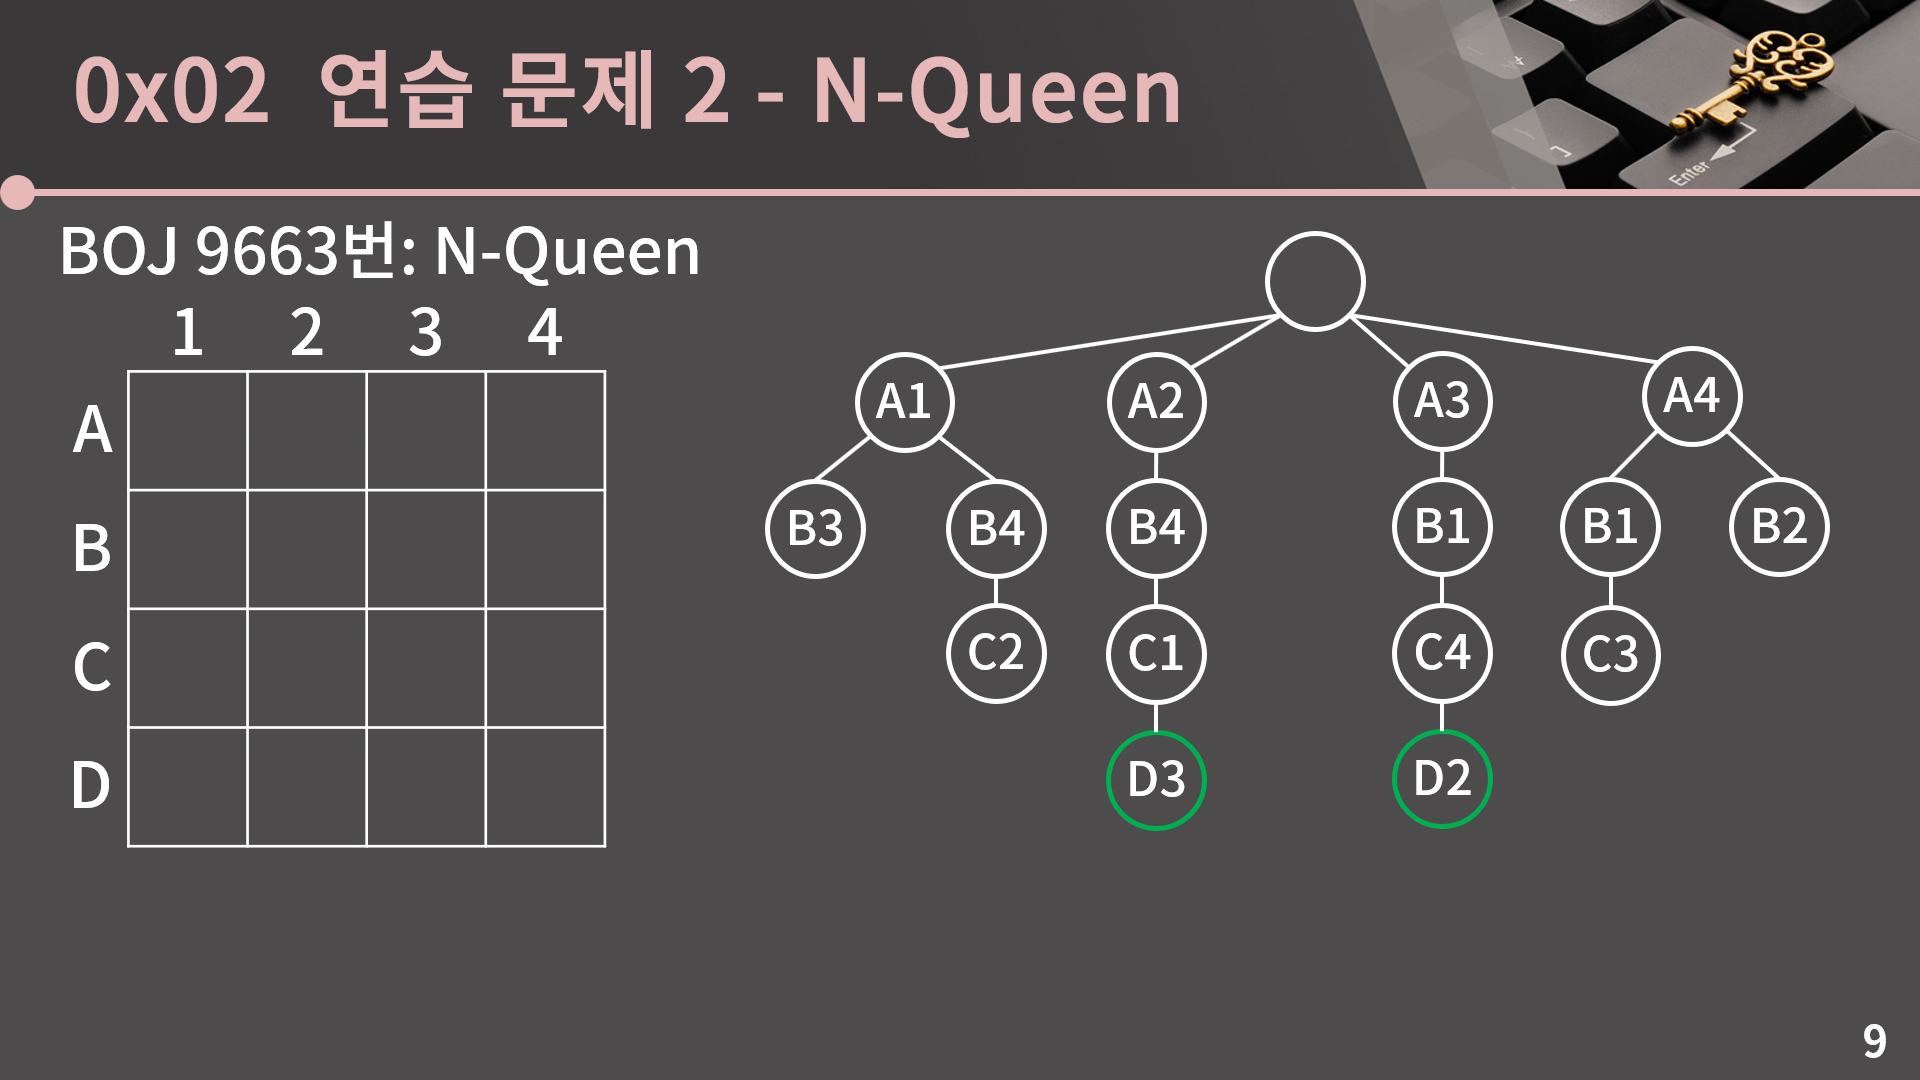 0x02 연습 문제 2 - N-Queen
Enter
BOJ 9663번: N-Queen
1 2 3 4
A
B
C
D
A1 A2 A3 A4
B3 B4 B4 B1 B1 B2
C2 C1 C4 C3
D3 D2
9